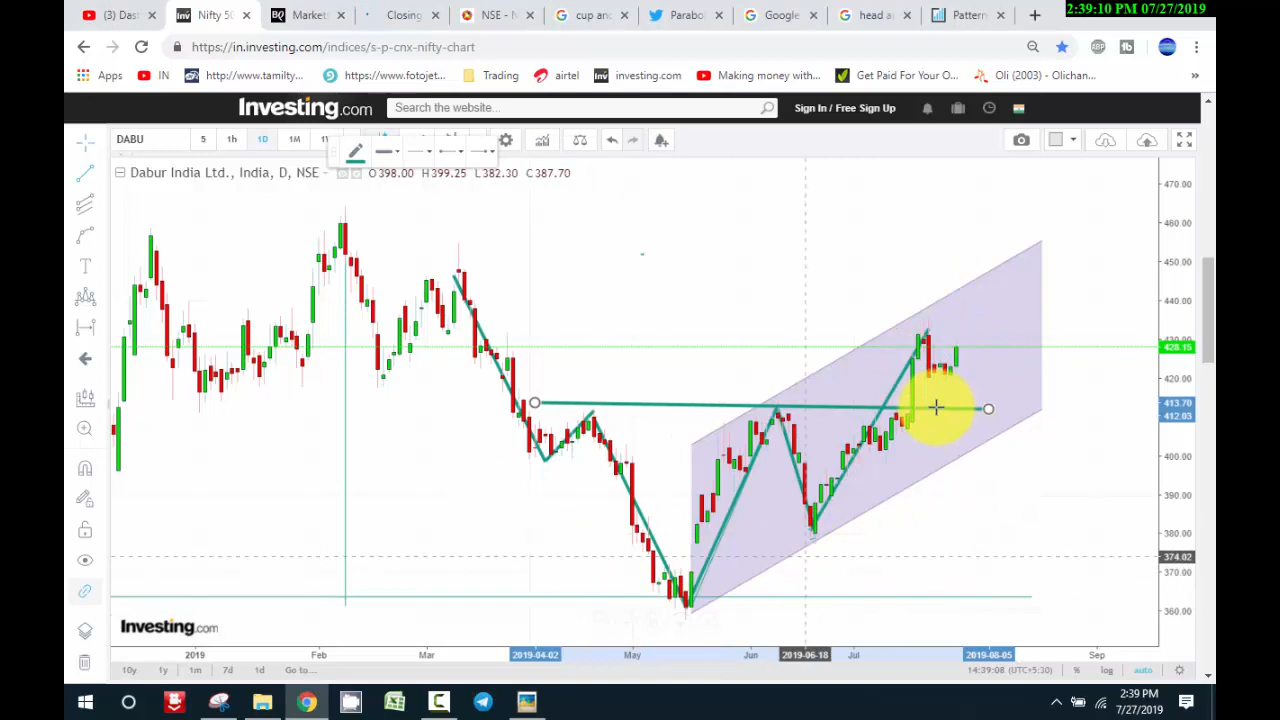 2:39:10 PM 07/27/2019
(3) Das
Nifty 50
Markets
Closing
NSE - N
cup and
Parabol
Google
head a
Pattern
https://in.investing.com/indices/s-p-cnx-nifty-chart
Apps
IN
http://www.tamilty...
https://www.fotojet...
Trading
airtel
investing.com
Making money with...
Get Paid For Your O...
Oli (2003) - Olichan...
»
Investing.com
Search the website...
Sign In / Free Sign Up
DABU
5
1h
1D
1M
Dabur India Ltd., India, D, NSE
O398.00 H399.25 L382.30 C387.70
470.00
460.00
450.00
440.00
428.15
420.00
413.70
412.03
400.00
390.00
380.00
374.02
370.00
360.00
Investing.com
2019
Feb
Mar
2019-04-02
May
Jun
2019-06-18
Jul
2019-08-05
Sep
10y
1y
1m
7d
1d
Go to...
14:39:08 (UTC+5:30)
%
log
auto
2:39 PM
7/27/2019